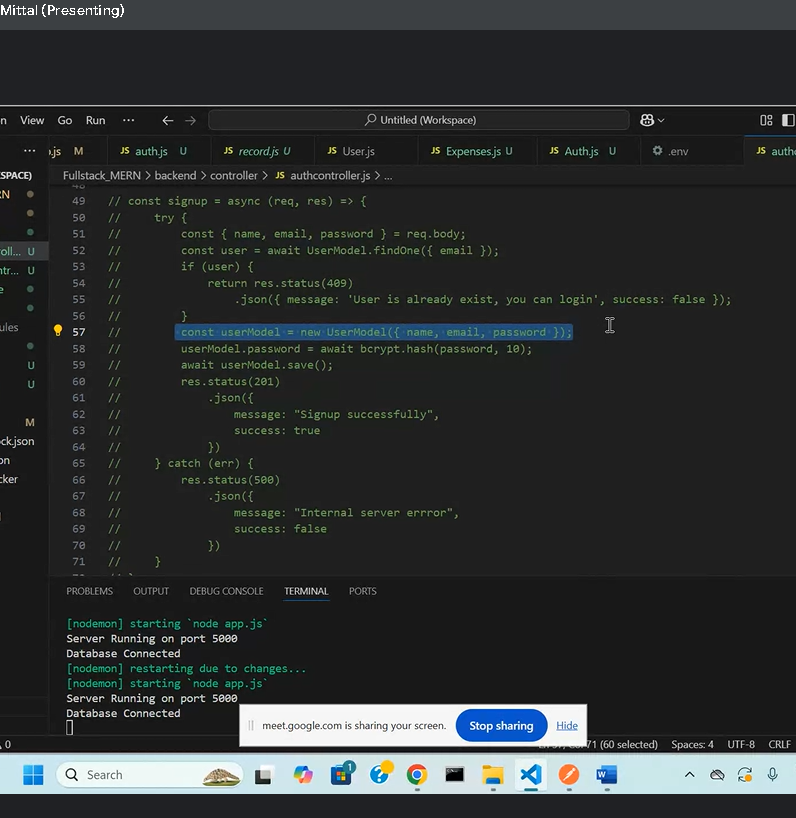 Mittal (Presenting)
n View Go Run ··· ← → Untitled (Workspace)
··· .js M JS auth.js U JS record.js U JS User.js JS Expenses.js U JS Auth.js U .env JS auth
SPACE) Fullstack_MERN > backend > controller > JS authcontroller.js > ...
RN
49 // const signup = async (req, res) => {
50 // try {
51 // const { name, email, password } = req.body;
52 // const user = await UserModel.findOne({ email });
roll... U
53 // if (user) {
ntr... U
54 // return res.status(409)
e
55 // .json({ message: 'User is already exist, you can login', success: false });
56 // }
ules
57 // const userModel = new UserModel({ name, email, password });
58 // userModel.password = await bcrypt.hash(password, 10);
U
59 // await userModel.save();
U
60 // res.status(201)
61 // .json({
62 // message: "Signup successfully",
M
63 // success: true
ock.json
64 // })
on
65 // } catch (err) {
cker
66 // res.status(500)
67 // .json({
68 // message: "Internal server errror",
69 // success: false
70 // })
71 // }
PROBLEMS OUTPUT DEBUG CONSOLE TERMINAL PORTS
[nodemon] starting `node app.js`
Server Running on port 5000
Database Connected
[nodemon] restarting due to changes...
[nodemon] starting `node app.js`
Server Running on port 5000
Database Connected
meet.google.com is sharing your screen. Stop sharing Hide
0 71 (60 selected) Spaces: 4 UTF-8 CRLF
Search 1